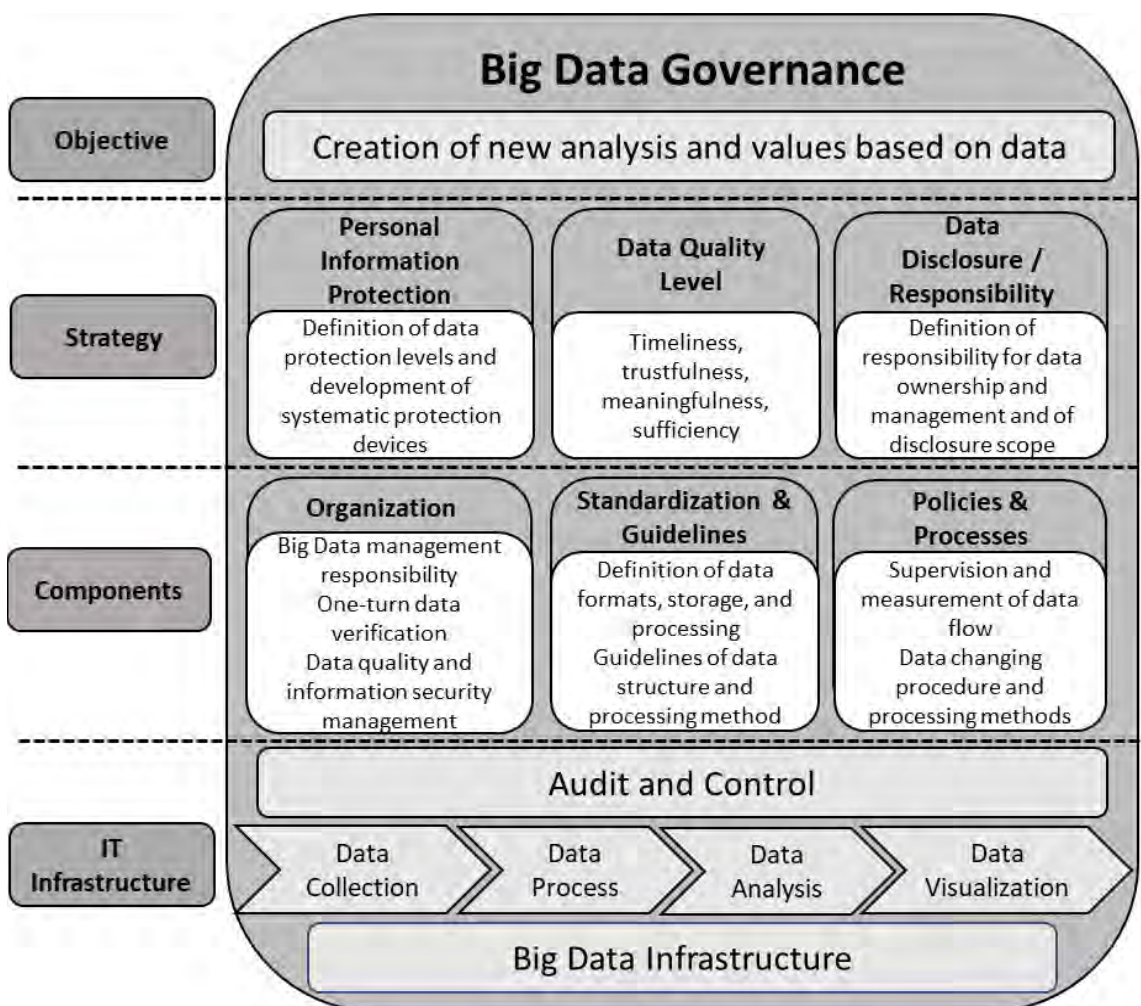 Big Data Governance
Objective
Creation of new analysis and values based on data
Strategy
Personal
Information
Protection
Definition of data
protection levels and
development of
systematic protection
devices
Data Quality
Level
Timeliness,
trustfulness,
meaningfulness,
sufficiency
Data
Disclosure /
Responsibility
Definition of
responsibility for data
ownership and
management and of
disclosure scope
Components
Organization
Big Data management
responsibility
One-turn data
verification
Data quality and
information security
management
Standardization &
Guidelines
Definition of data
formats, storage, and
processing
Guidelines of data
structure and
processing method
Policies &
Processes
Supervision and
measurement of data
flow
Data changing
procedure and
processing methods
IT
Infrastructure
Audit and Control
Data
Collection
Data
Process
Data
Analysis
Data
Visualization
Big Data Infrastructure